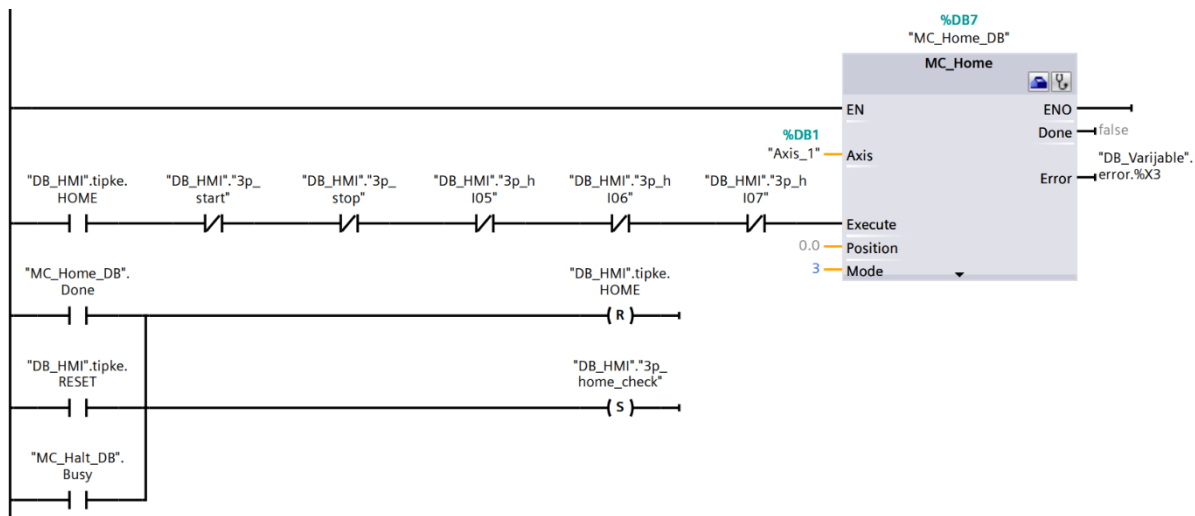 %DB7
"MC_Home_DB"
MC_Home
EN
ENO
%DB1
"Axis_1"
Axis
Done
false
"DB_Varijable".
error.%X3
Error
"DB_HMI".tipke.
HOME
"DB_HMI"."3p_
start"
"DB_HMI"."3p_
stop"
"DB_HMI"."3p_h
I05"
"DB_HMI"."3p_h
I06"
"DB_HMI"."3p_h
I07"
Execute
0.0
Position
3
Mode
"MC_Home_DB".
Done
"DB_HMI".tipke.
HOME
R
"DB_HMI".tipke.
RESET
"DB_HMI"."3p_
home_check"
S
"MC_Halt_DB".
Busy